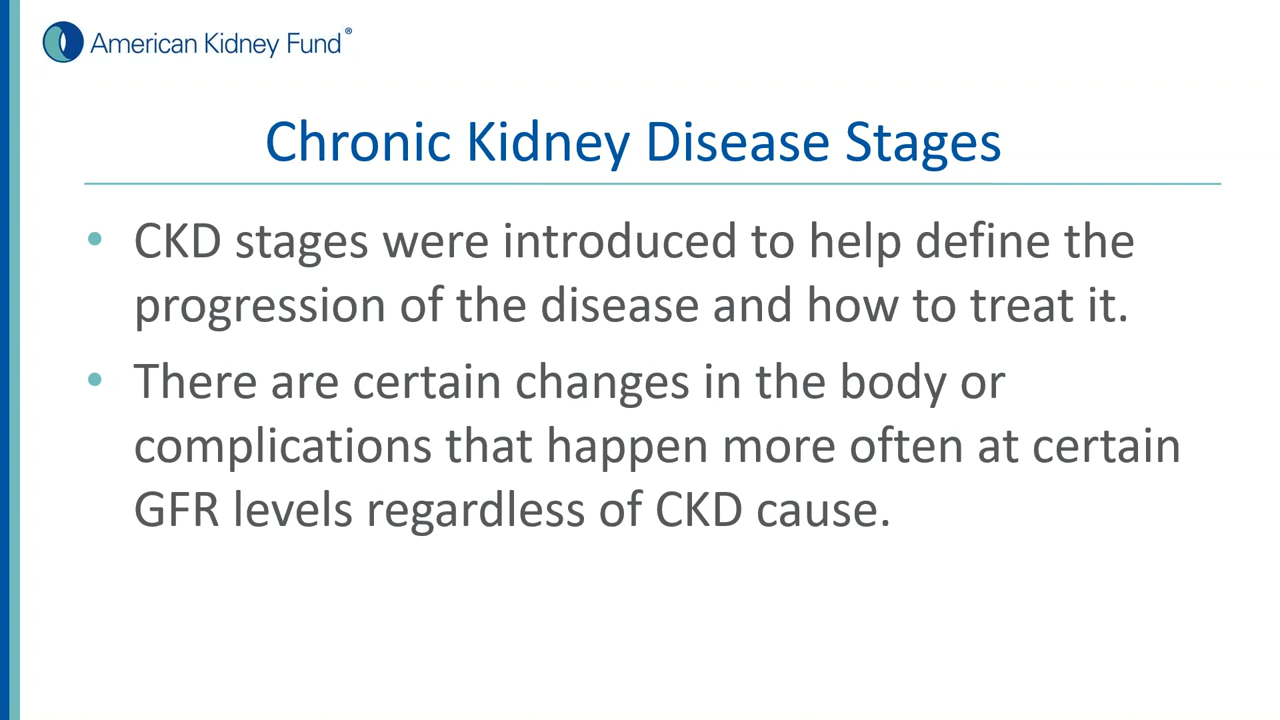 American Kidney Fund®
Chronic Kidney Disease Stages
• CKD stages were introduced to help define the
progression of the disease and how to treat it.
• There are certain changes in the body or
complications that happen more often at certain
GFR levels regardless of CKD cause.